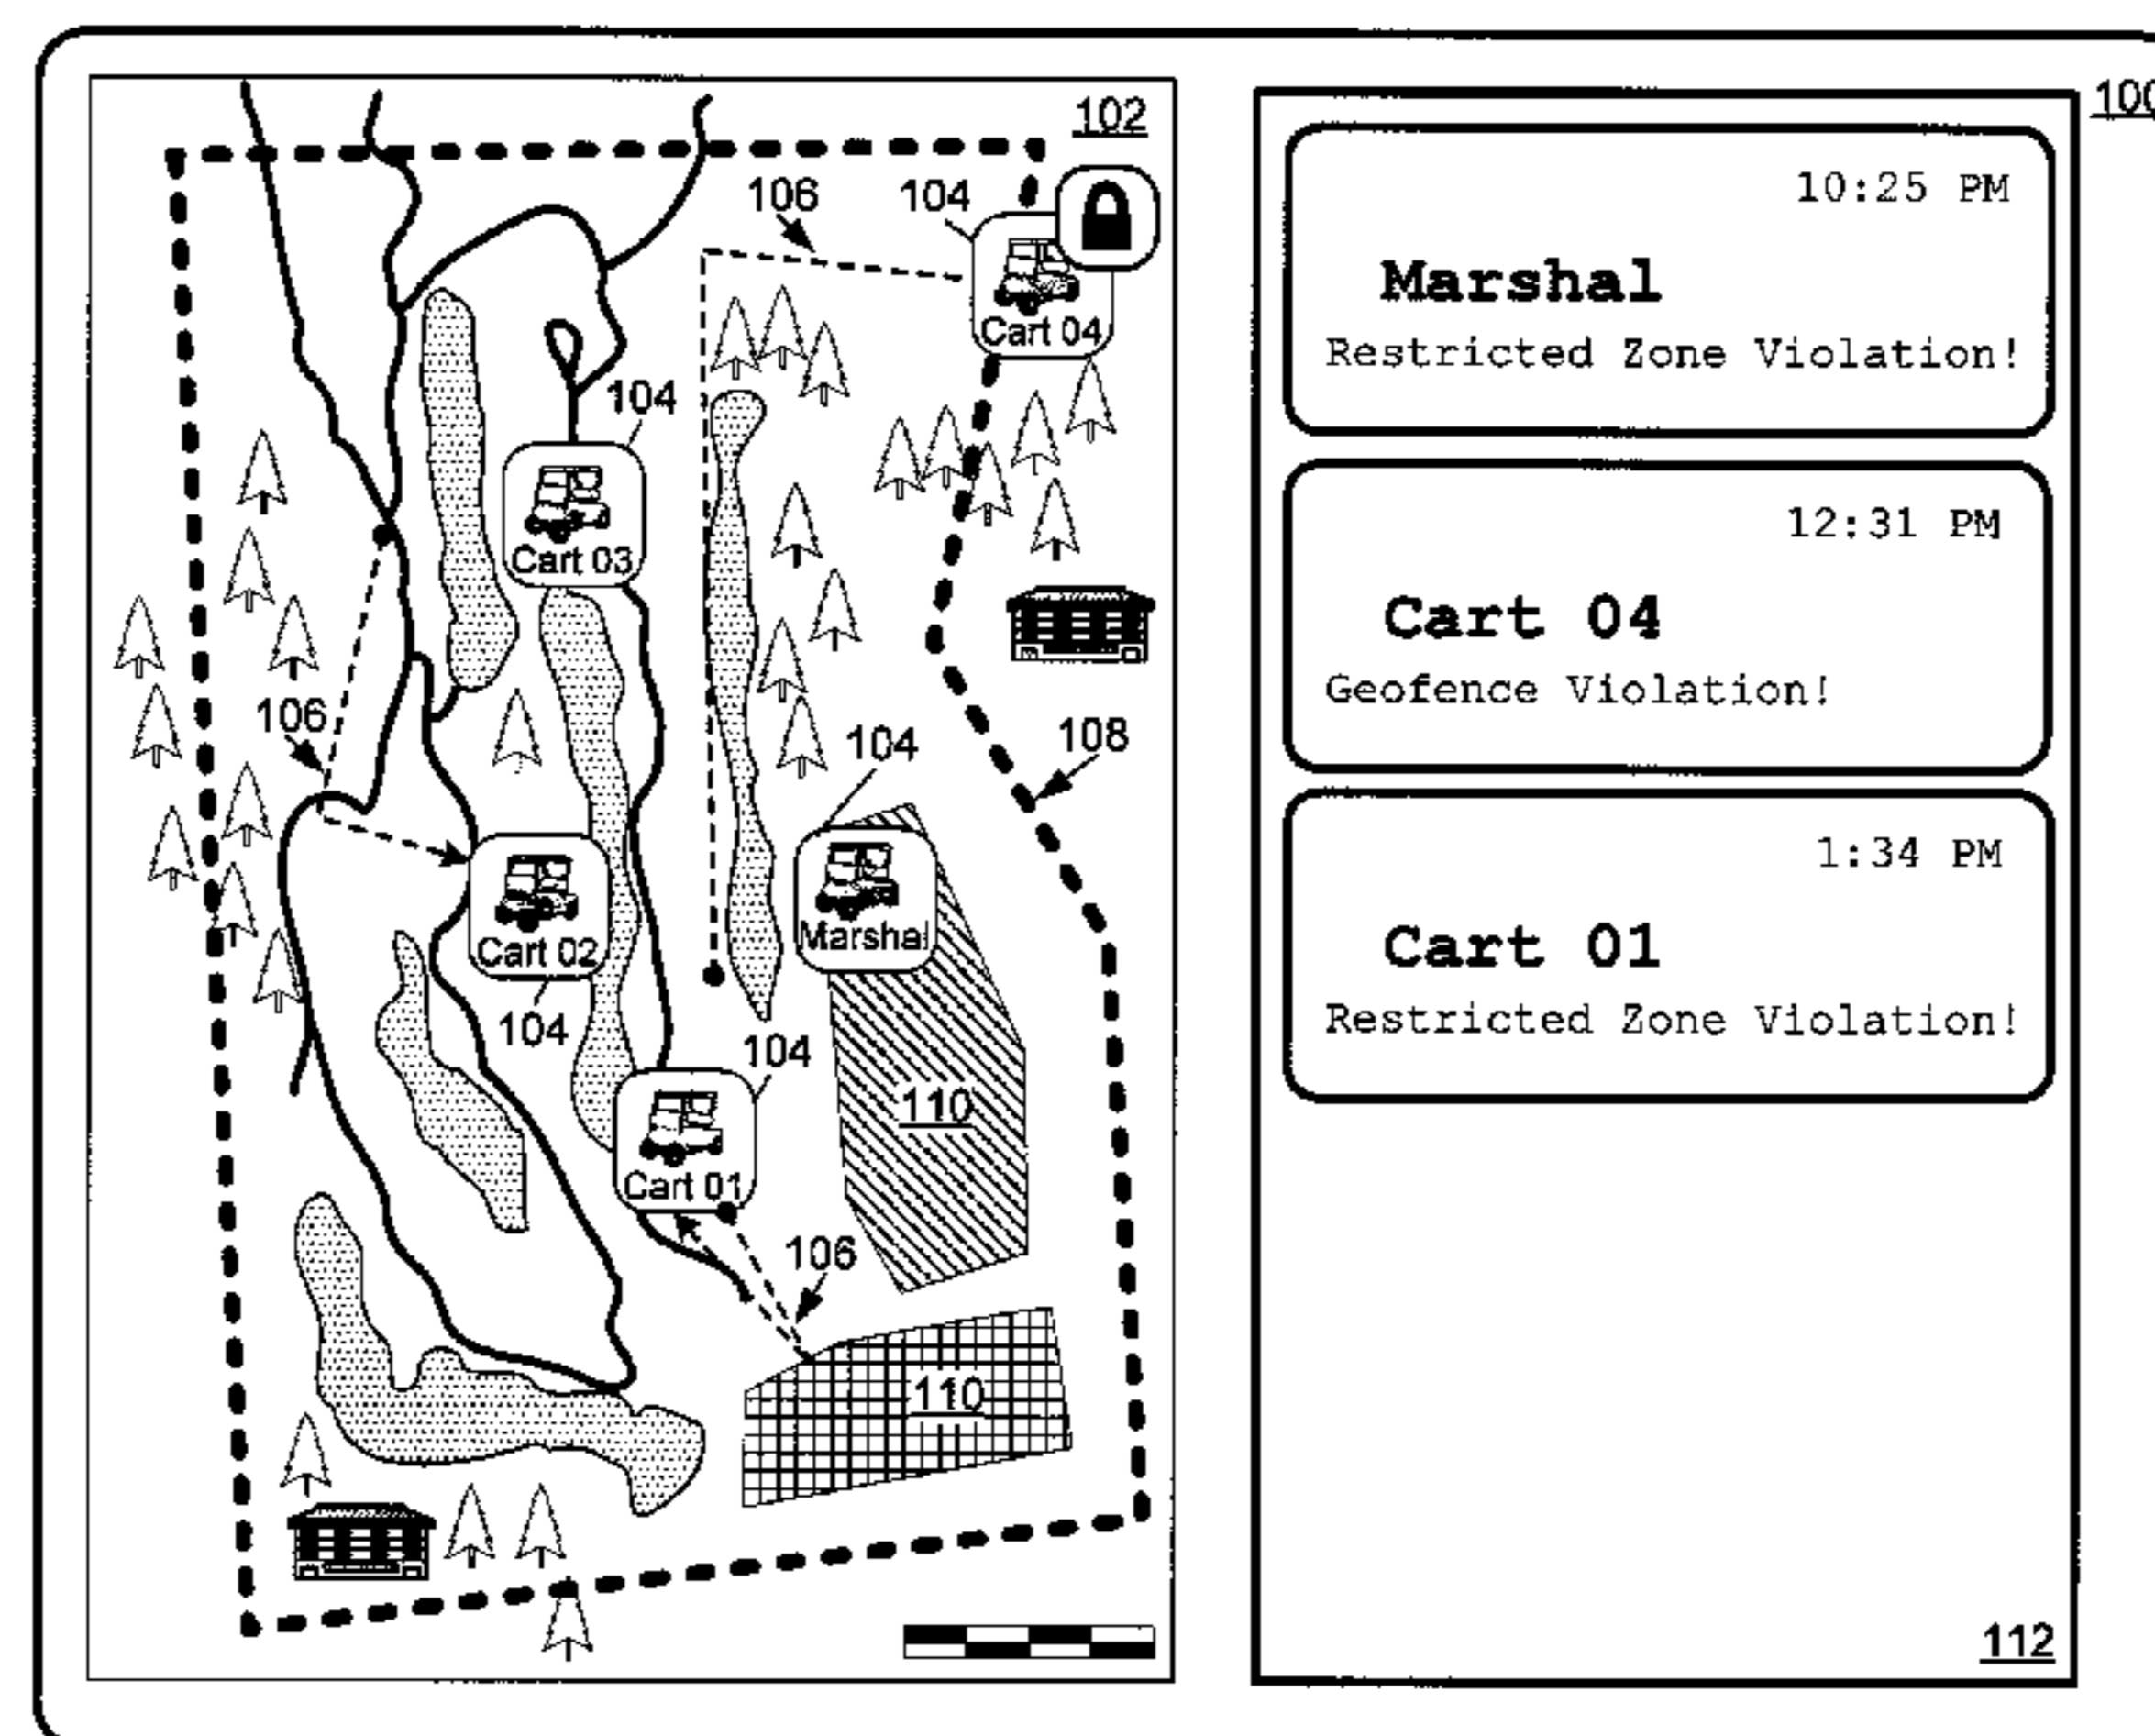 102
106
104
Cart 04
104
Cart 03
106
108
104
Marshal
Cart 02
104
104
110
Cart 01
106
110
10:25 PM
Marshal
Restricted Zone Violation!
12:31 PM
Cart 04
Geofence Violation!
1:34 PM
Cart 01
Restricted Zone Violation!
112
100